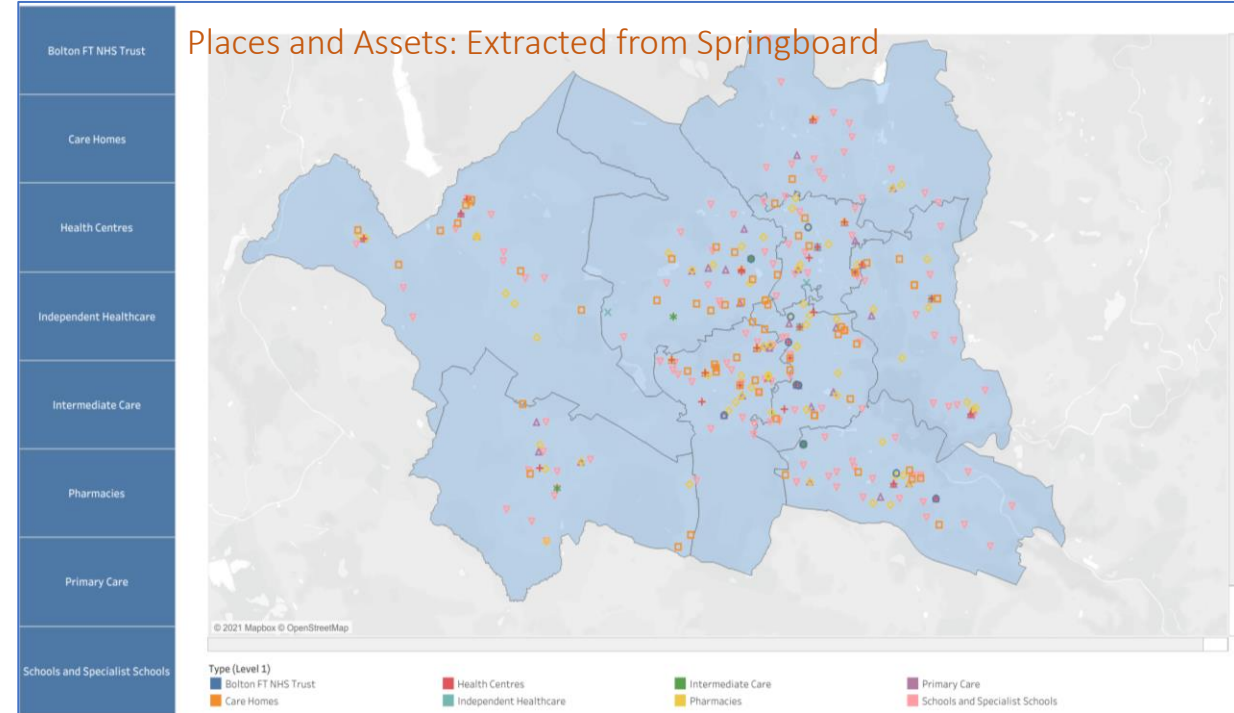 Places and Assets: Extracted from Springboard
Bolton FT NHS Trust
Care Homes
Health Centres
Independent Healthcare
Intermediate Care
Pharmacies
Primary Care
Schools and Specialist Schools
© 2021 Mapbox © OpenStreetMap
Type (Level 1)
Bolton FT NHS Trust
Health Centres
Intermediate Care
Primary Care
Care Homes
Independent Healthcare
Pharmacies
Schools and Specialist Schools